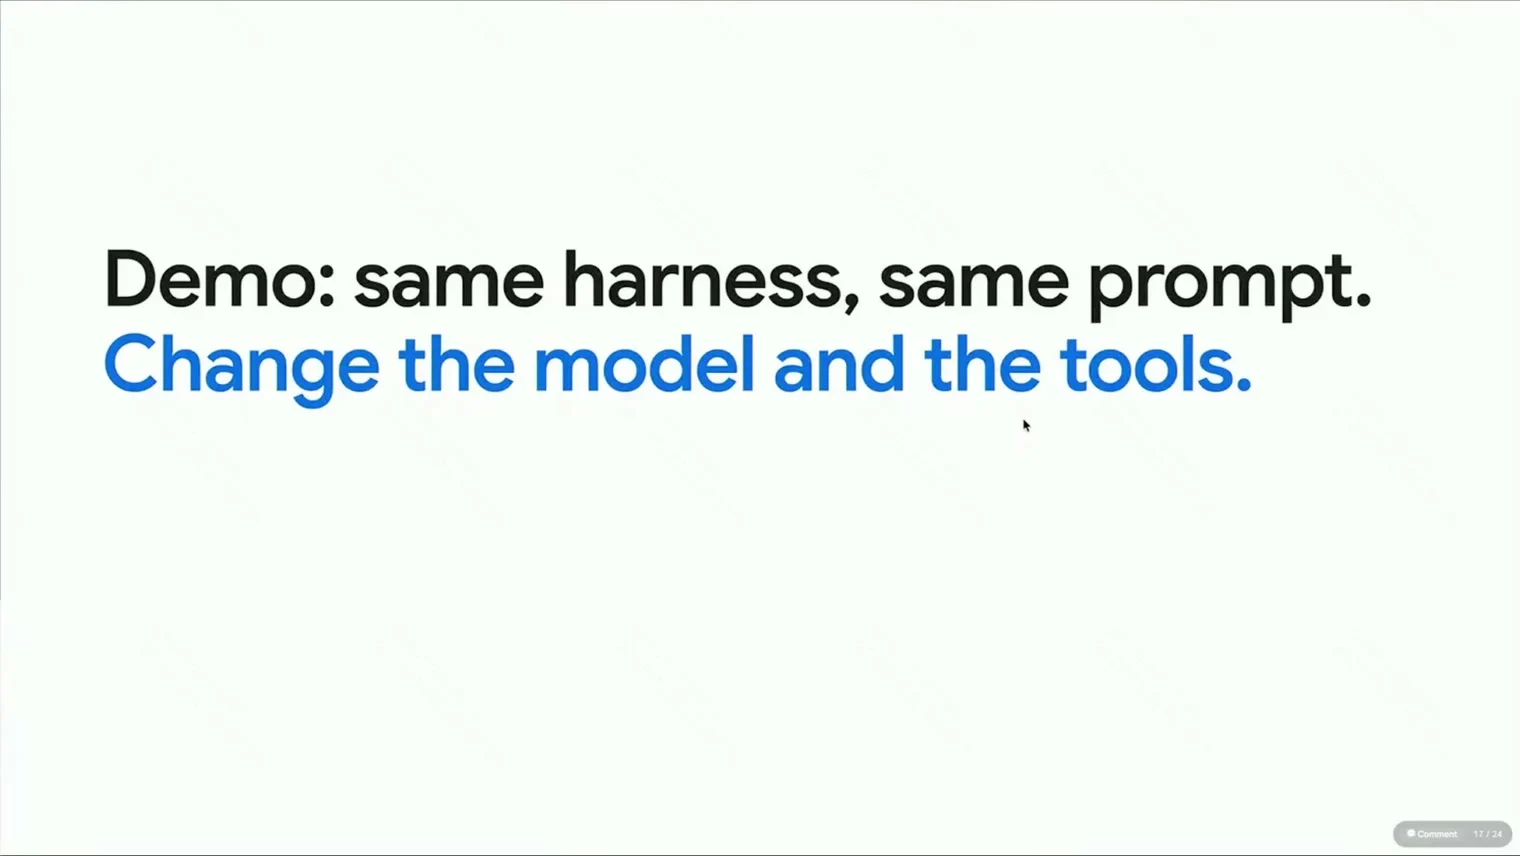 Demo: same harness, same prompt.
Change the model and the tools.
Comment 17 / 24